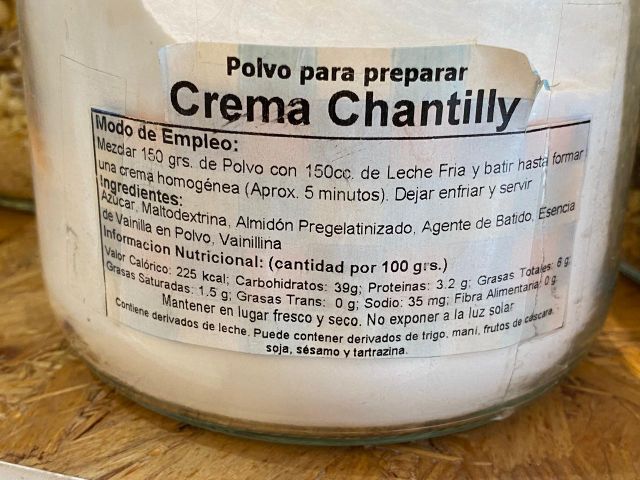 Polvo para preparar
Crema Chantilly
Modo de Empleo:
Mezclar 150 grs. de Polvo con 150cc. de Leche Fria y batir hasta formar
una crema homogénea (Aprox. 5 minutos). Dejar enfriar y servir
Ingredientes:
Azúcar, Maltodextrina, Almidón Pregelatinizado, Agente de Batido, Esencia
de Vainilla en Polvo, Vainillina
Informacion Nutricional: (cantidad por 100 grs.)
Valor Calórico: 225 kcal; Carbohidratos: 39g; Proteinas: 3.2 g; Grasas Totales: 6 g;
Grasas Saturadas: 1.5 g; Grasas Trans: 0 g; Sodio: 35 mg; Fibra Alimentaria: 0 g.
Mantener en lugar fresco y seco. No exponer a la luz solar
Contiene derivados de leche. Puede contener derivados de trigo, maní, frutos de cáscara,
soja, sésamo y tartrazina.